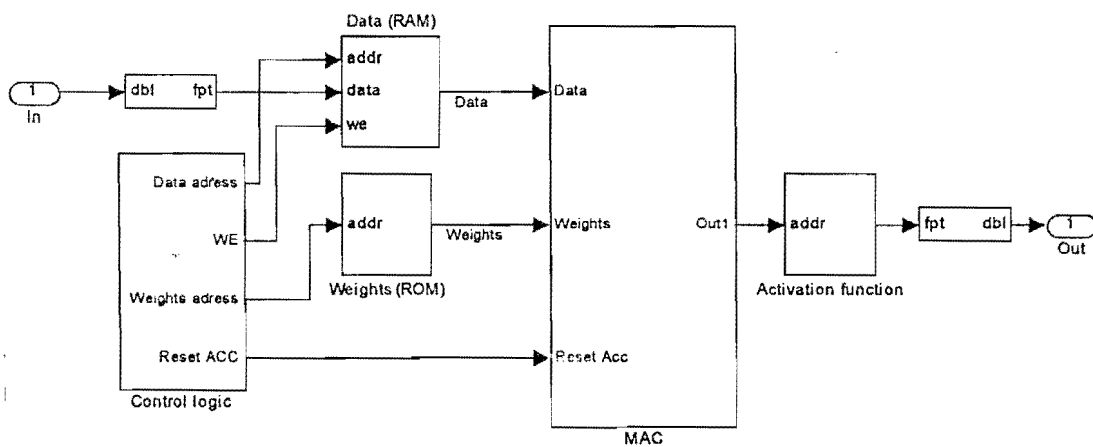 Data (RAM)
addr
data
we
Data
1
In
dbl fpt
Data adress
WE
Weights adress
Reset ACC
Control logic
addr
Weights
Weights (ROM)
Data
Weights
Reset Acc
Out1
MAC
addr
Activation function
fpt dbl
1
Out